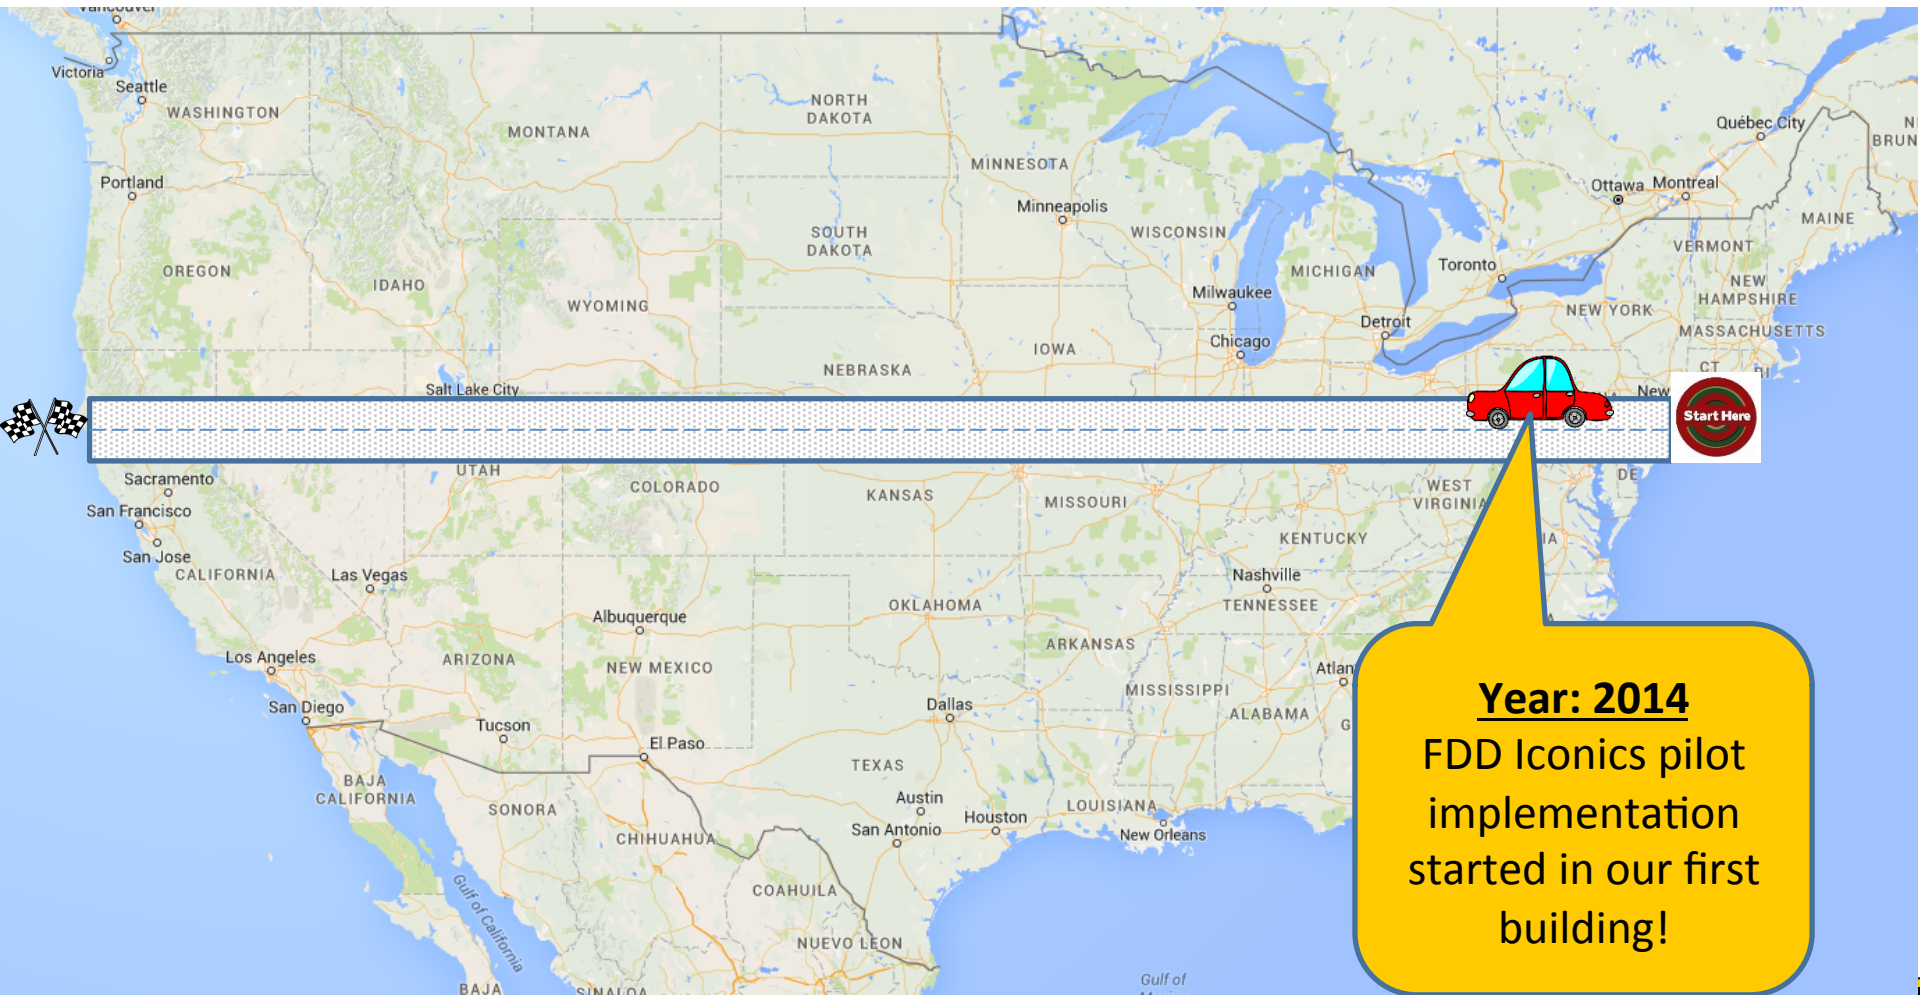 Vancouver
Victoria
Seattle
WASHINGTON
MONTANA
NORTH
DAKOTA
MINNESOTA
Québec City
Portland
Minneapolis
Ottawa
Montreal
MAINE
SOUTH
DAKOTA
WISCONSIN
VERMONT
OREGON
IDAHO
WYOMING
MICHIGAN
Toronto
NEW
HAMPSHIRE
Milwaukee
NEW YORK
Detroit
MASSACHUSETTS
Chicago
IOWA
NEBRASKA
CT
RI
Salt Lake City
New
Start Here
UTAH
COLORADO
KANSAS
MISSOURI
WEST
VIRGINIA
DE
Sacramento
San Francisco
San Jose
CALIFORNIA
Las Vegas
KENTUCKY
IA
Nashville
TENNESSEE
Albuquerque
OKLAHOMA
ARKANSAS
Los Angeles
ARIZONA
NEW MEXICO
Atlan
MISSISSIPPI
ALABAMA
G
San Diego
Tucson
Dallas
El Paso
TEXAS
BAJA
CALIFORNIA
SONORA
CHIHUAHUA
Austin
San Antonio
Houston
LOUISIANA
New Orleans
COAHUILA
Gulf of California
NUEVO LEON
BAJA
SINALOA
Gulf of
Year: 2014
FDD Iconics pilot
implementation
started in our first
building!